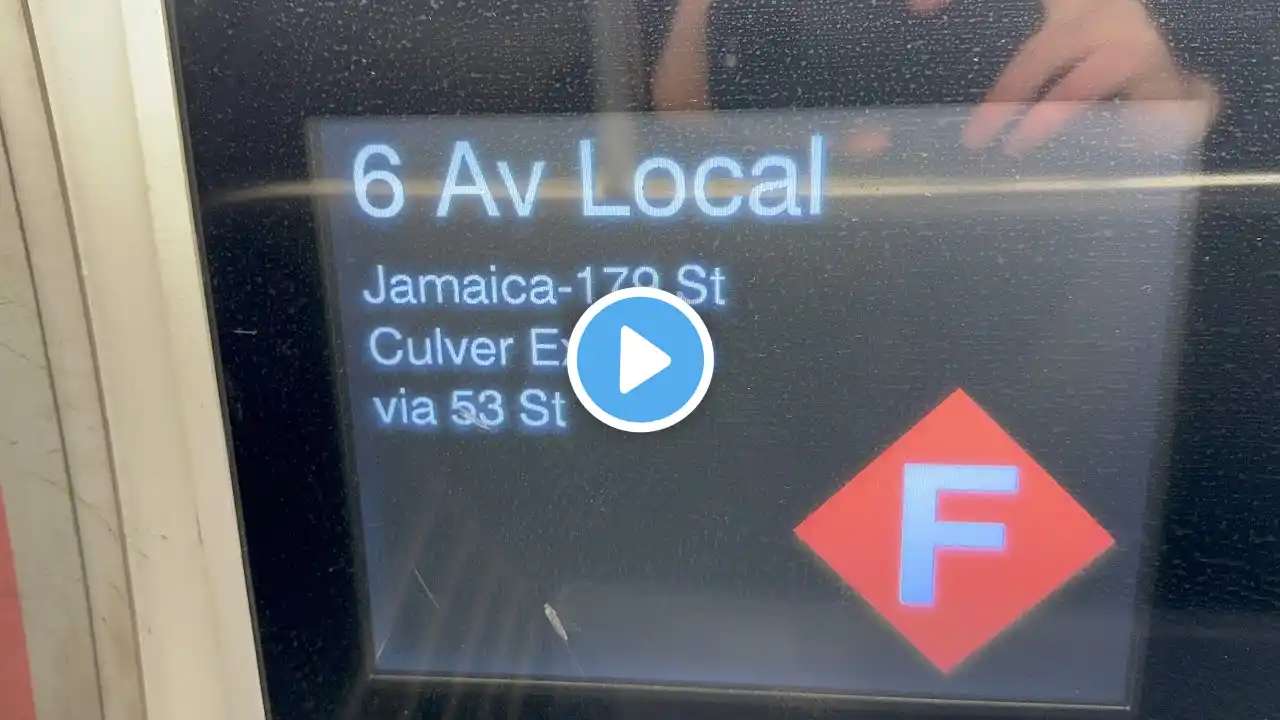 6 Av Local
Jamaica-179 St
Culver
via 53 St
F